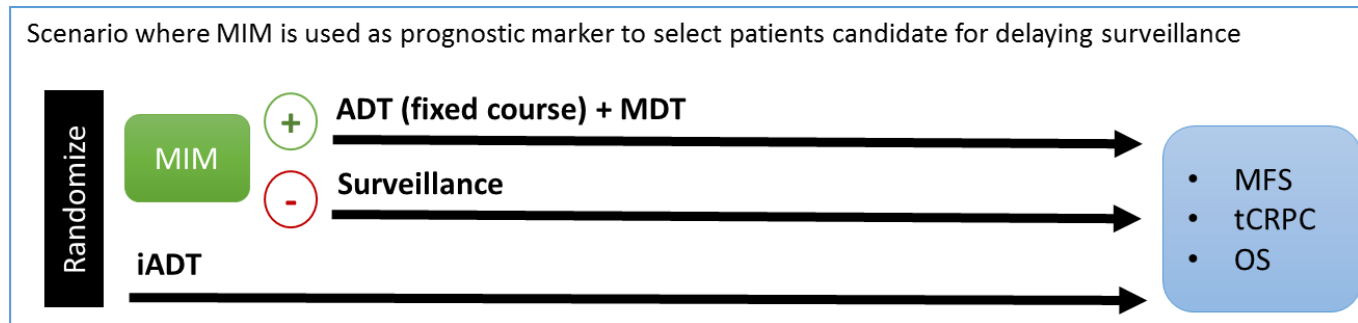 Scenario where MIM is used as prognostic marker to select patients candidate for delaying surveillance
Randomize
MIM
+
ADT (fixed course) + MDT
-
Surveillance
iADT
• MFS
• tCRPC
• OS